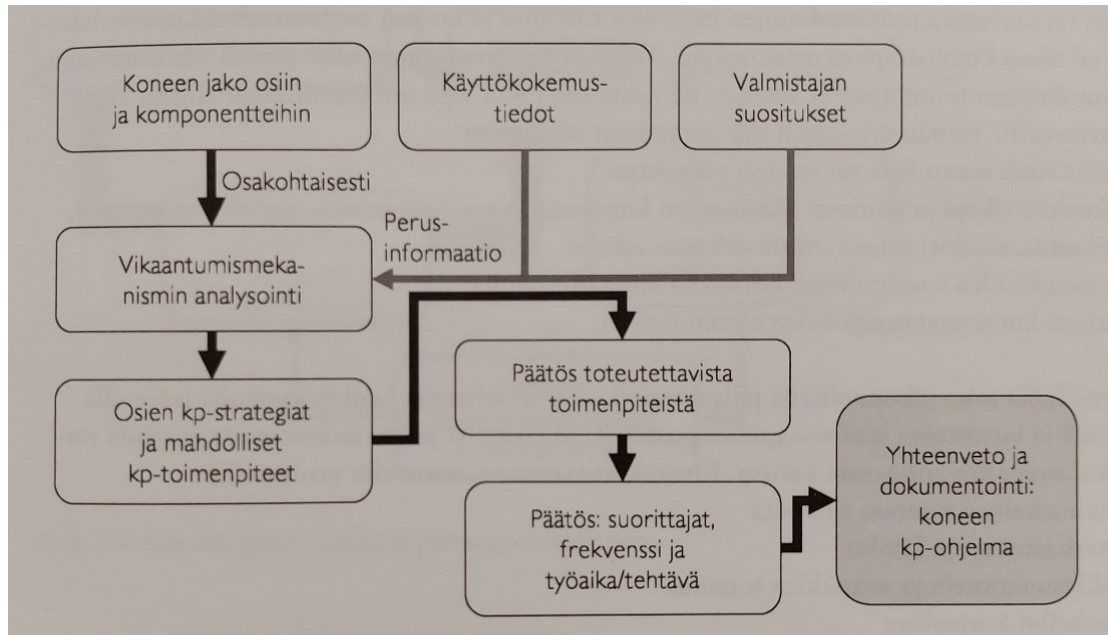 Koneen jako osiin
ja komponentteihin
Käyttökokemus-
tiedot
Valmistajan
suositukset
Osakohtaisesti
Perus-
informaatio
Vikaantumismeka-
nismin analysointi
Osien kp-strategiat
ja mahdolliset
kp-toimenpiteet
Päätös toteutettavista
toimenpiteistä
Päätös: suorittajat,
frekvenssi ja
työaika/tehtävä
Yhteenveto ja
dokumentointi:
koneen
kp-ohjelma